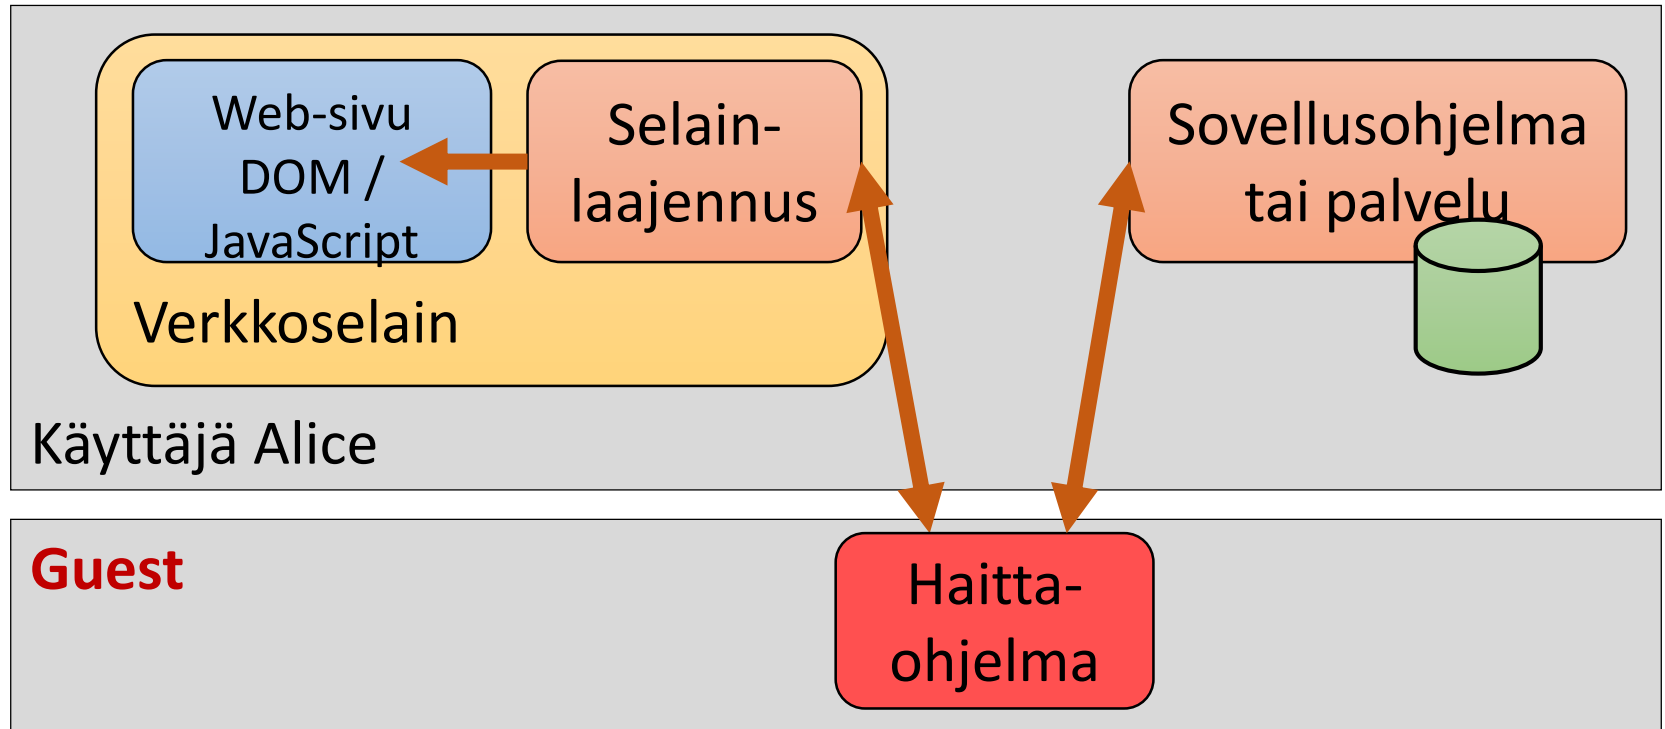 Web-sivu
DOM /
JavaScript
Selain-
laajennus
Sovellusohjelma
tai palvelu
Verkkoselain
Käyttäjä Alice
Guest
Haitta-
ohjelma